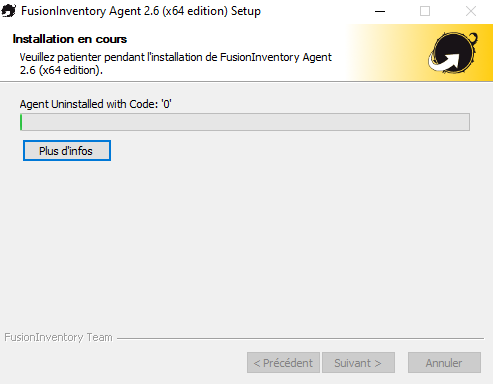 FusionInventory Agent 2.6 (x64 edition) Setup
Installation en cours
Veuillez patienter pendant l'installation de FusionInventory Agent
2.6 (x64 edition).
Agent Uninstalled with Code: '0'
Plus d'infos
FusionInventory Team
< Précédent
Suivant >
Annuler